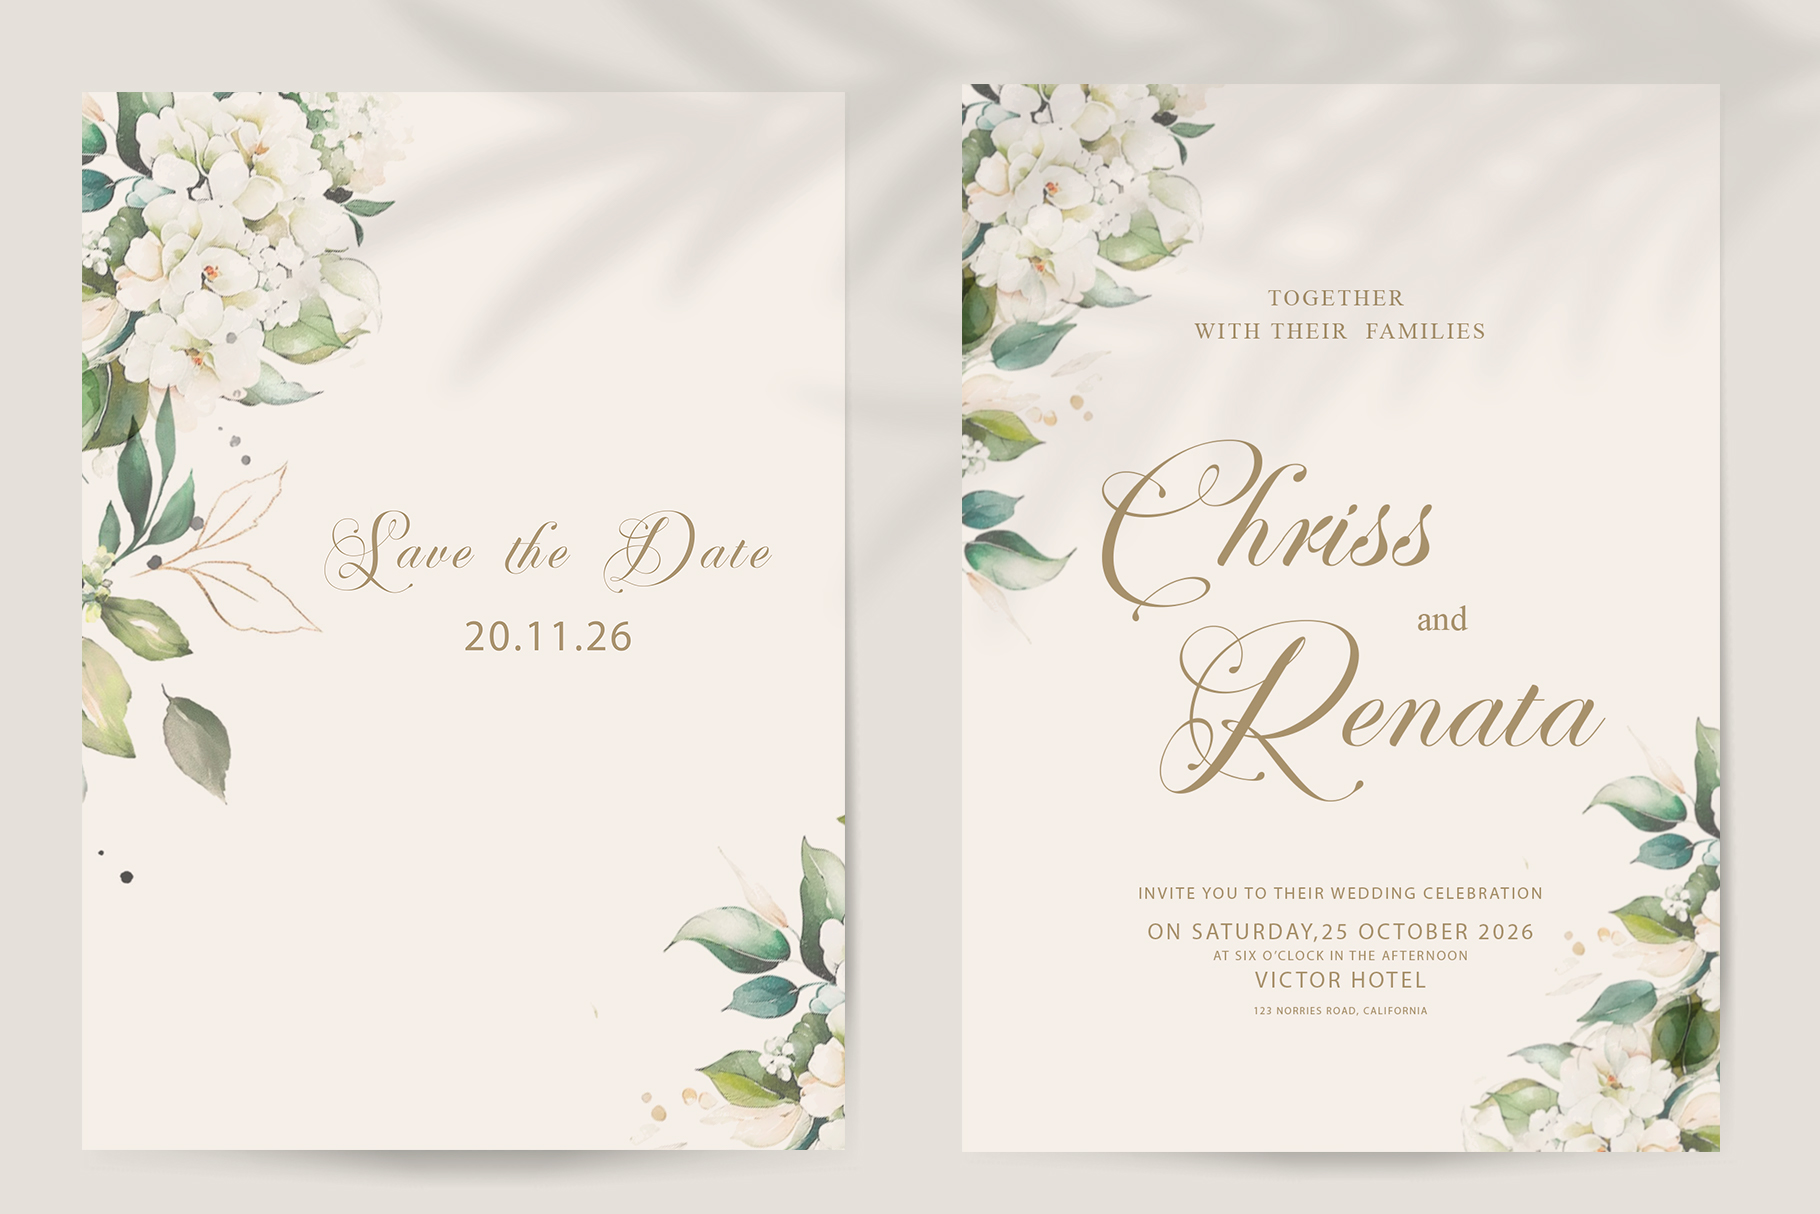 Save the Date
20.11.26
TOGETHER
WITH THEIR FAMILIES
Chriss
and
Renata
INVITE YOU TO THEIR WEDDING CELEBRATION
ON SATURDAY,25 OCTOBER 2026
AT SIX O'CLOCK IN THE AFTERNOON
VICTOR HOTEL
123 NORRIES ROAD, CALIFORNIA